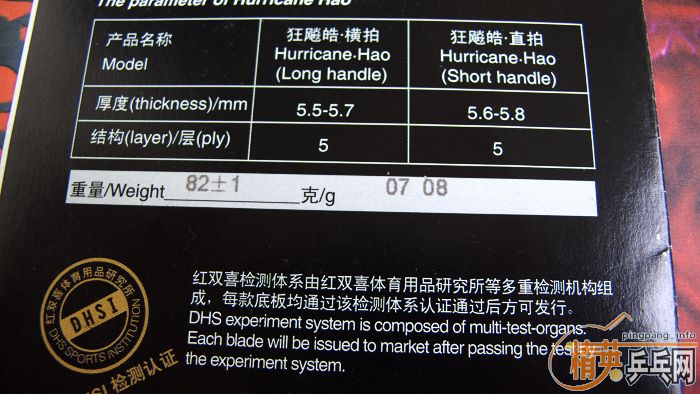 The parameter of Hurricane Hao
产品名称
Model
狂飚皓·横拍
Hurricane·Hao
(Long handle)
狂飚皓·直拍
Hurricane·Hao
(Short handle)
厚度(thickness)/mm
5.5-5.7
5.6-5.8
结构(layer)/层(ply)
5
5
重量/Weight 82±1 克/g 07 08
红双喜检测体系由红双喜体育用品研究所等多重检测机构组
成，每款底板均通过该检测体系认证通过后方可发行。
DHS experiment system is composed of multi-test-organs.
Each blade will be issued to market after passing the test by
the experiment system.
红双喜体育用品研究所
DHSI
DHS SPORTS INSTITUTION
SI 检测认证
pingpang.info
精英乒乓网